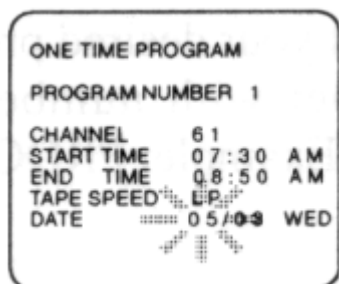 ONE TIME PROGRAM
PROGRAM NUMBER 1
CHANNEL 61
START TIME 07:30 AM
END TIME 08:50 AM
TAPE SPEED LP
DATE 05/03 WED